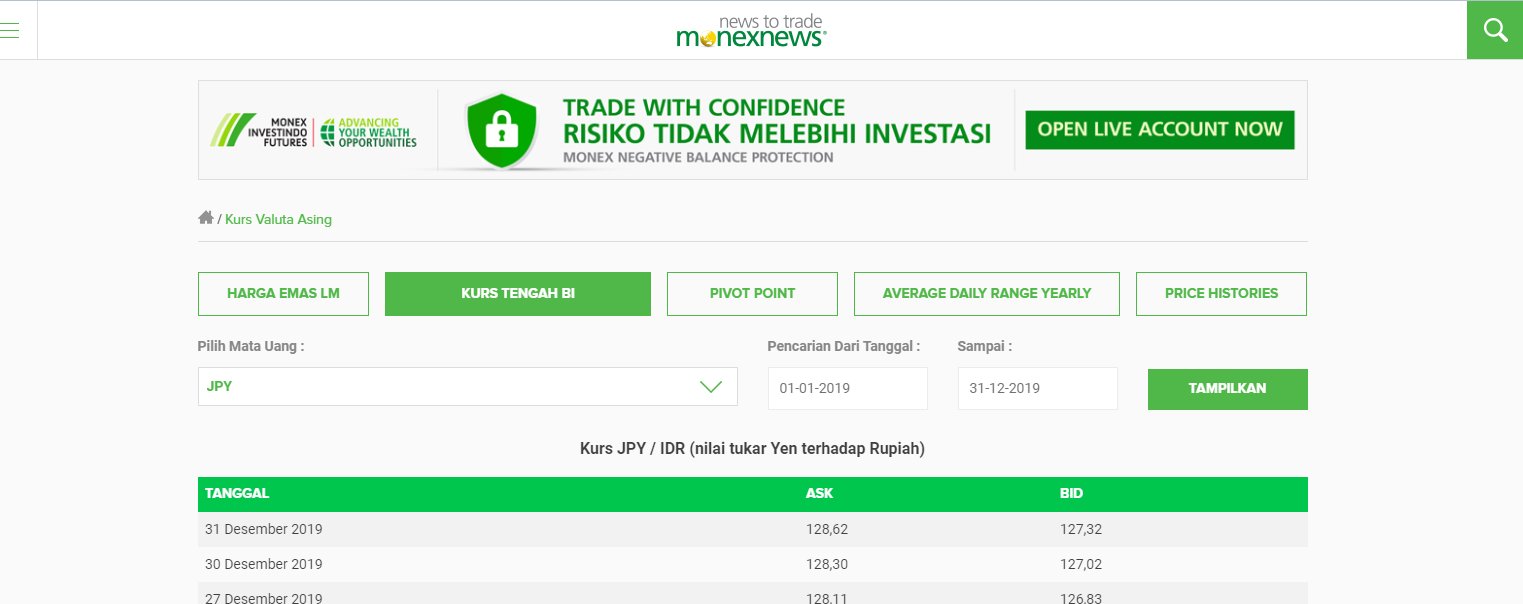 news to trade
monexnews
MONEX INVESTINDO FUTURES
ADVANCING YOUR WEALTH OPPORTUNITIES
TRADE WITH CONFIDENCE
RISIKO TIDAK MELEBIHI INVESTASI
MONEX NEGATIVE BALANCE PROTECTION
OPEN LIVE ACCOUNT NOW
/ Kurs Valuta Asing
HARGA EMAS LM KURS TENGAH BI PIVOT POINT AVERAGE DAILY RANGE YEARLY PRICE HISTORIES
Pilih Mata Uang : Pencarian Dari Tanggal : Sampai :
JPY 01-01-2019 31-12-2019 TAMPILKAN
Kurs JPY / IDR (nilai tukar Yen terhadap Rupiah)
TANGGAL ASK BID
31 Desember 2019 128,62 127,32
30 Desember 2019 128,30 127,02
27 Desember 2019 128,11 126,83